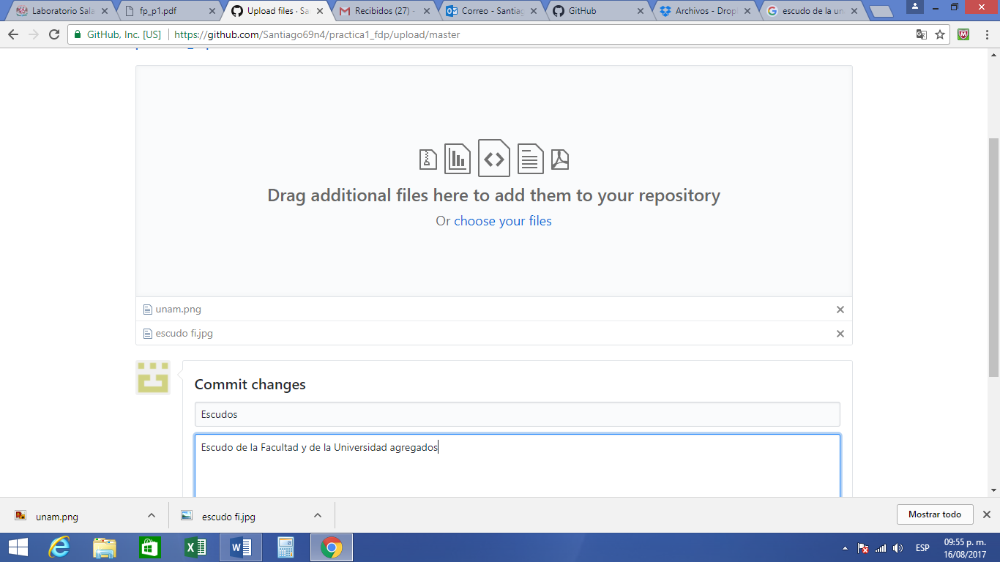 Laboratorio Sala
fp_p1.pdf
Upload files · Sa
Recibidos (27) -
Correo - Santiag
GitHub
Archivos - Drop
escudo de la un
GitHub, Inc. [US]
https://github.com/Santiago69n4/practica1_fdp/upload/master
Drag additional files here to add them to your repository
Or choose your files
unam.png
escudo fi.jpg
Commit changes
Escudos
Escudo de la Facultad y de la Universidad agregados
unam.png
escudo fi.jpg
Mostrar todo
ESP
09:55 p. m.
16/08/2017